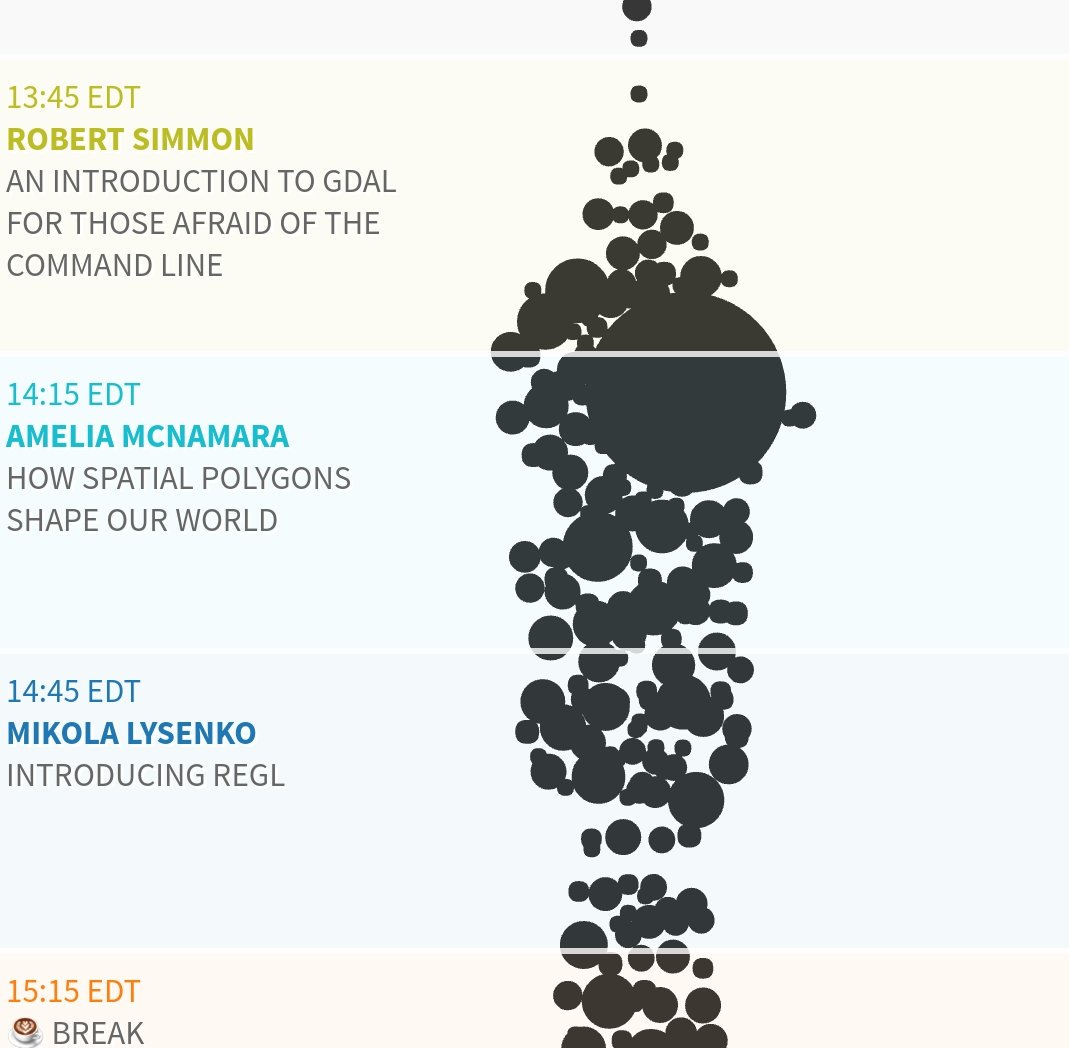 13:45 EDT
ROBERT SIMMON
AN INTRODUCTION TO GDAL
FOR THOSE AFRAID OF THE
COMMAND LINE
14:15 EDT
AMELIA MCNAMARA
HOW SPATIAL POLYGONS
SHAPE OUR WORLD
14:45 EDT
MIKOLA LYSENKO
INTRODUCING REGL
15:15 EDT
☕ BREAK